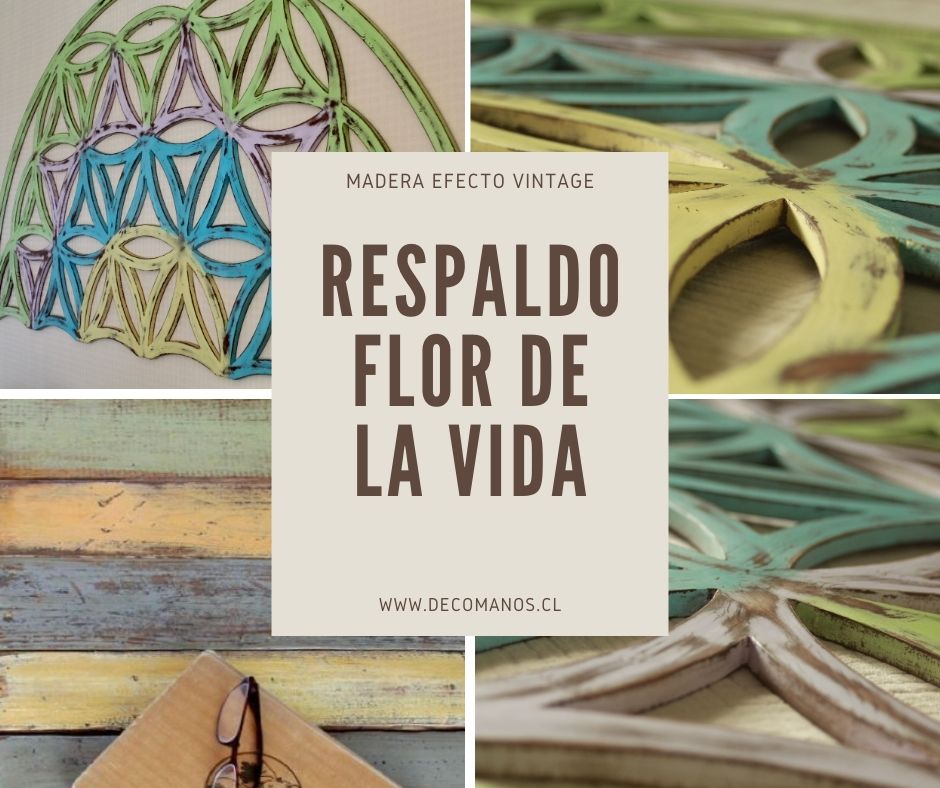 MADERA EFECTO VINTAGE
RESPALDO
FLOR DE
LA VIDA
WWW.DECOMANOS.CL